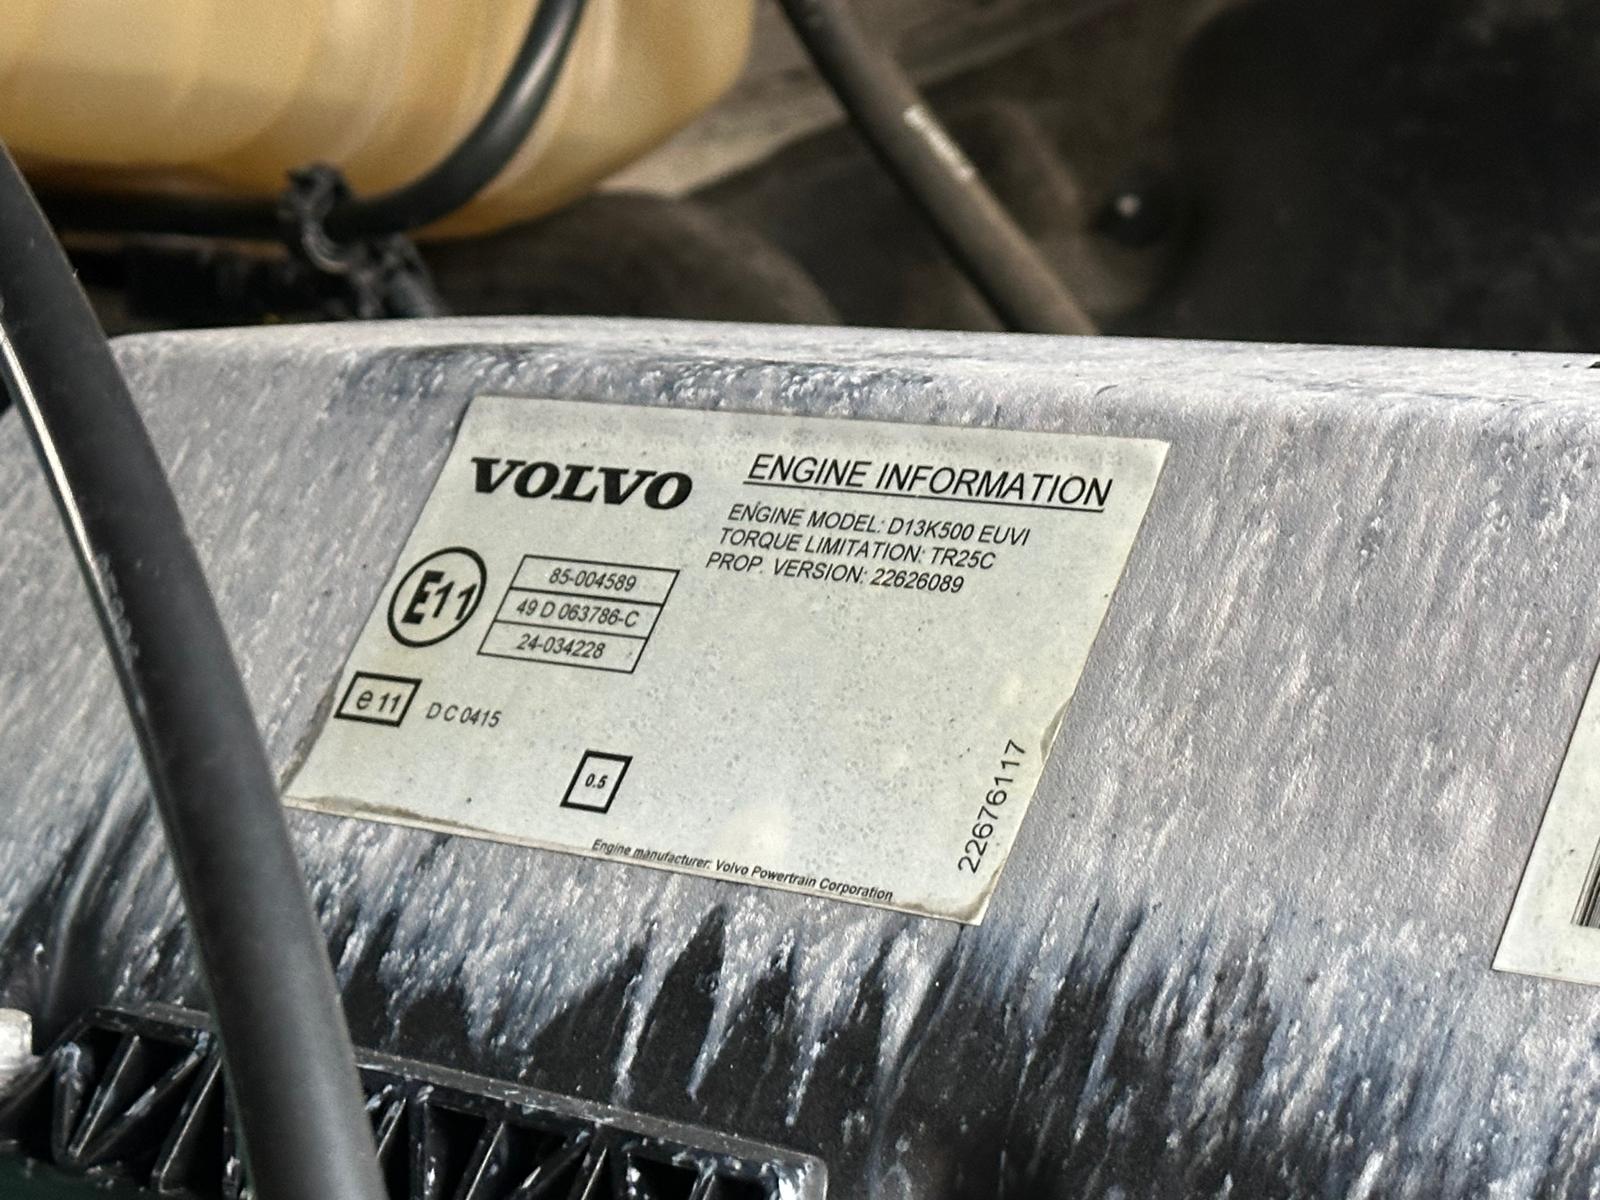 VOLVO
ENGINE INFORMATION
ENGINE MODEL: D13K500 EUVI
TORQUE LIMITATION: TR25C
PROP. VERSION: 22626089
E11
85-004589
49 D 063786-C
24-034228
e 11
D C 0415
0.5
22676117
Engine manufacturer: Volvo Powertrain Corporation